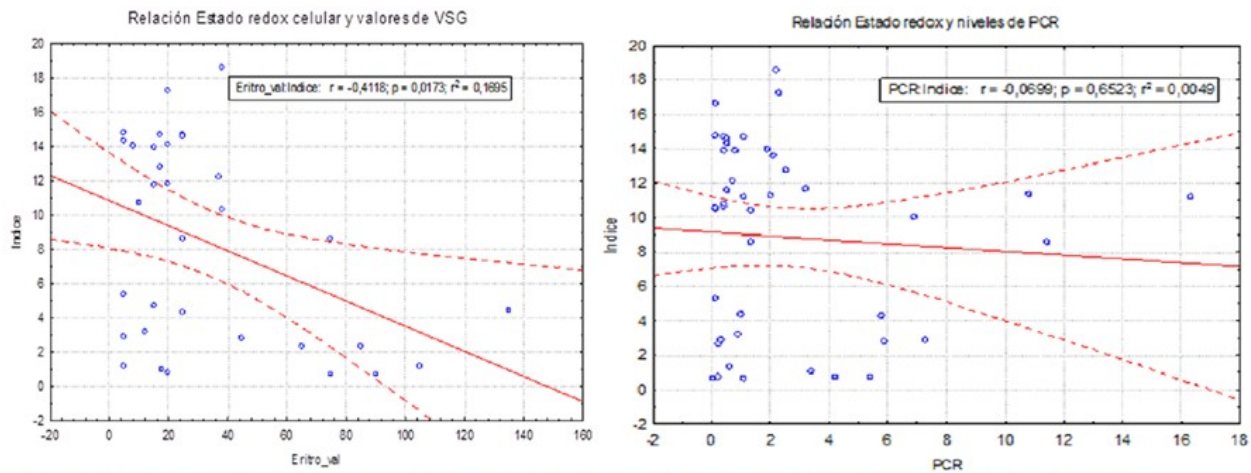 Relación Estado redox celular y valores de VSG
20
18
16
14
12
10
8
6
4
2
0
-2
Indice
Eritro_val:Indice: r = -0,4118; p = 0,0173; r² = 0,1695
-20 0 20 40 60 80 100 120 140 160
Eritro_val
Relación Estado redox y niveles de PCR
20
18
16
14
12
10
8
6
4
2
0
-2
Indice
PCR:Indice: r = -0,0699; p = 0,6523; r² = 0,0049
-2 0 2 4 6 8 10 12 14 16 18
PCR